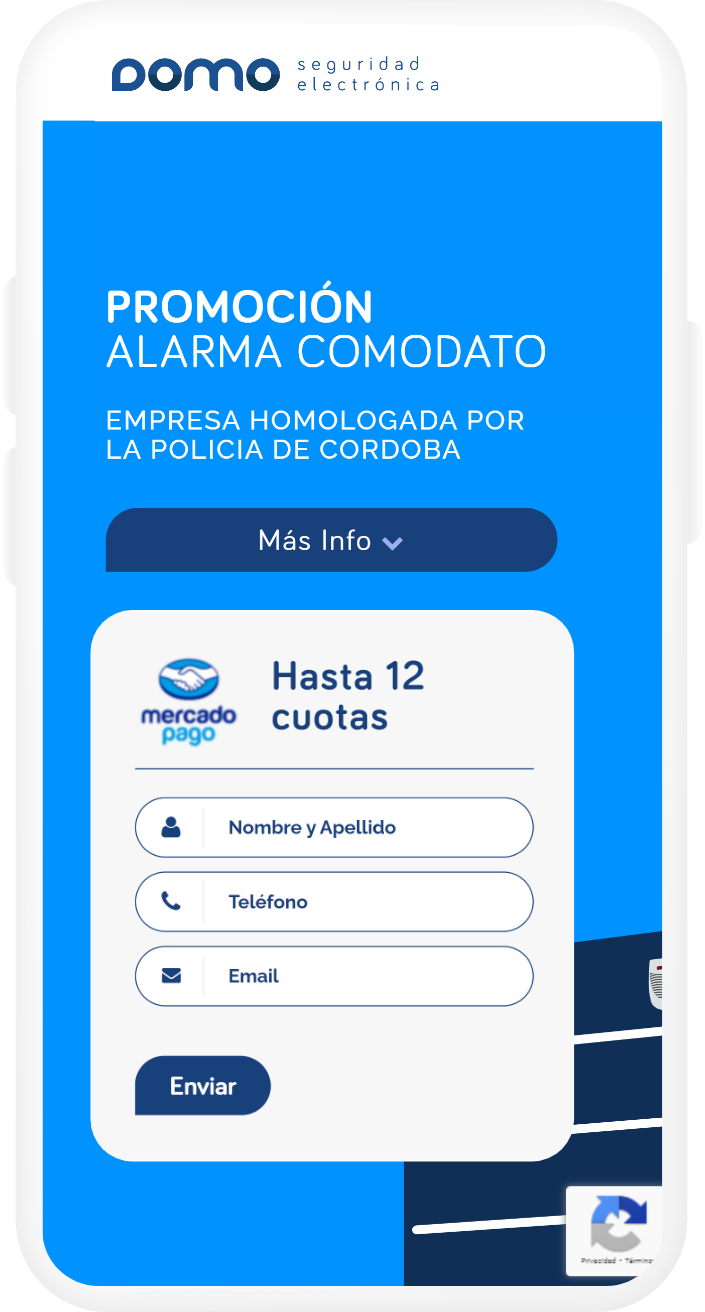 DOMO seguridad
electrónica
PROMOCIÓN
ALARMA COMODATO
EMPRESA HOMOLOGADA POR
LA POLICIA DE CORDOBA
Más Info
mercado
pago
Hasta 12
cuotas
Nombre y Apellido
Teléfono
Email
Enviar
Privacidad - Término